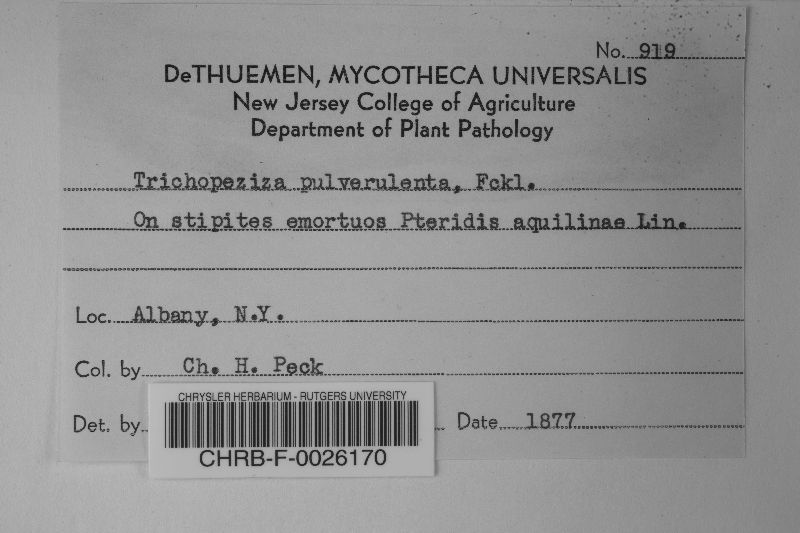 No. 919
DeTHUEMEN, MYCOTHECA UNIVERSALIS
New Jersey College of Agriculture
Department of Plant Pathology
Trichopeziza pulverulenta, Fckl.
On stipites emortuos Pteridis aquilinae Lin.
Loc. Albany, N.Y.
Col. by Ch. H. Peck
Det. by Date 1877
CHRYSLER HERBARIUM - RUTGERS UNIVERSITY
CHRB-F-0026170